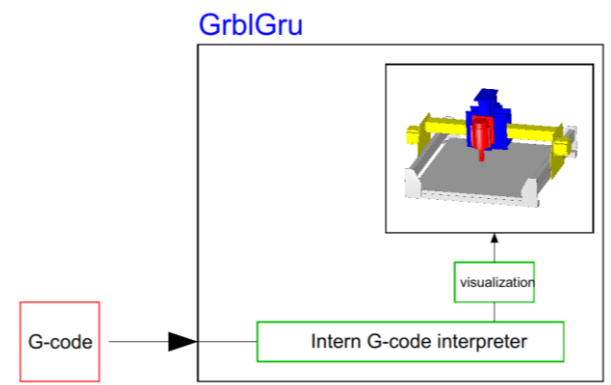 GrblGru
visualization
G-code
Intern G-code interpreter